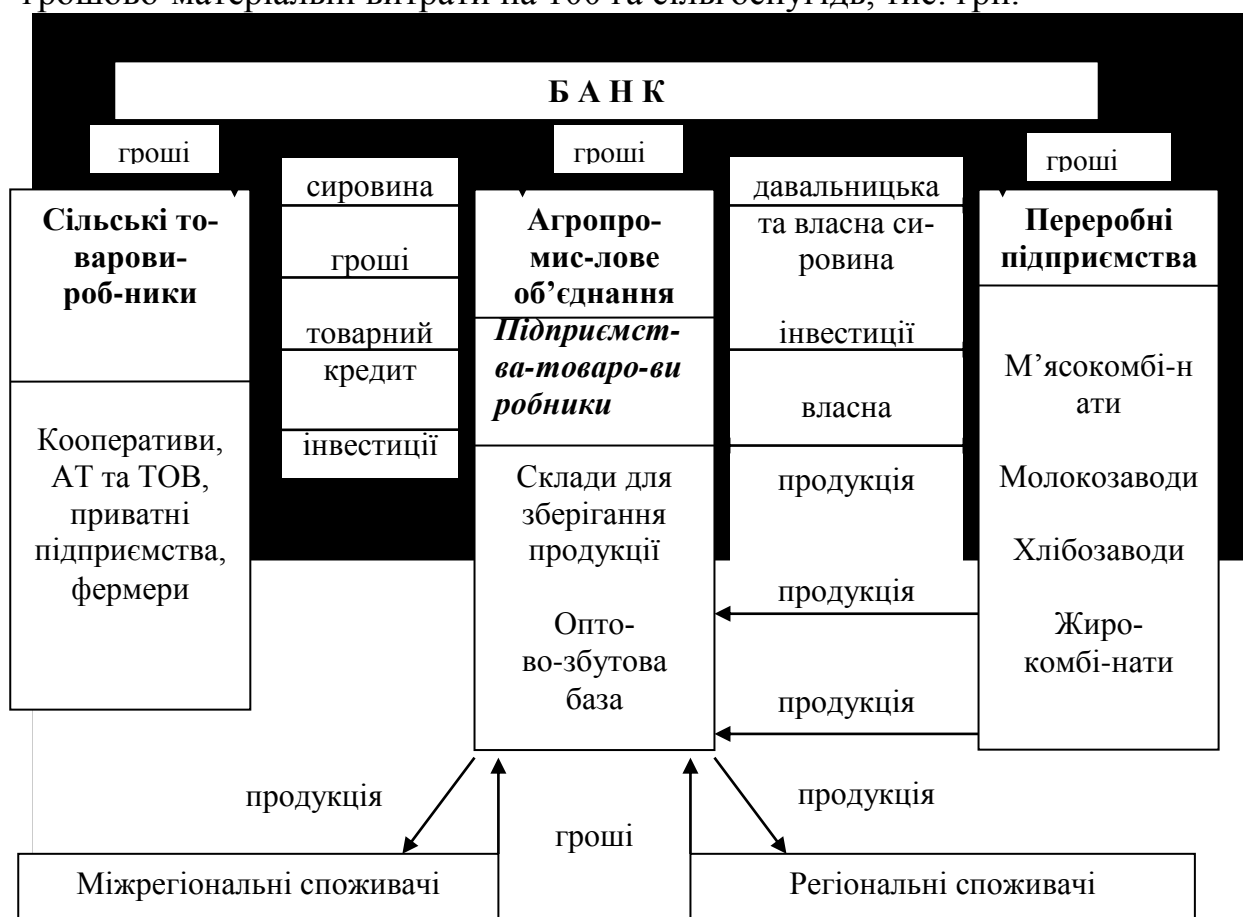 грошово-матеріальні витрати на 100 га сільгоспугідь, тис. грн.
Б А Н К
гроші
гроші
гроші
Сільські то-
варови-
роб-ники
Кооперативи,
АТ та ТОВ,
приватні
підприємства,
фермери
сировина
гроші
товарний
кредит
інвестиції
Агропро-
мис-лове
об’єднання
Підприємст-
ва-товаро-ви
робники
Склади для
зберігання
продукції
Опто-
во-збутова
база
давальницька
та власна си-
ровина
інвестиції
власна
продукція
продукція
продукція
Переробні
підприємства
М’ясокомбі-н
ати
Молокозаводи
Хлібозаводи
Жиро-
комбі-нати
продукція
гроші
продукція
Міжрегіональні споживачі
Регіональні споживачі